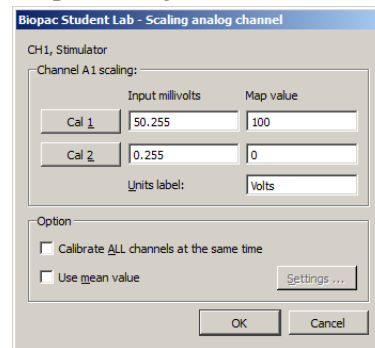 Biopac Student Lab - Scaling analog channel
CH1, Stimulator
Channel A1 scaling:
Input millivolts Map value
Cal 1 50.255 100
Cal 2 0.255 0
Units label: Volts
Option
Calibrate ALL channels at the same time
Use mean value Settings ...
OK Cancel